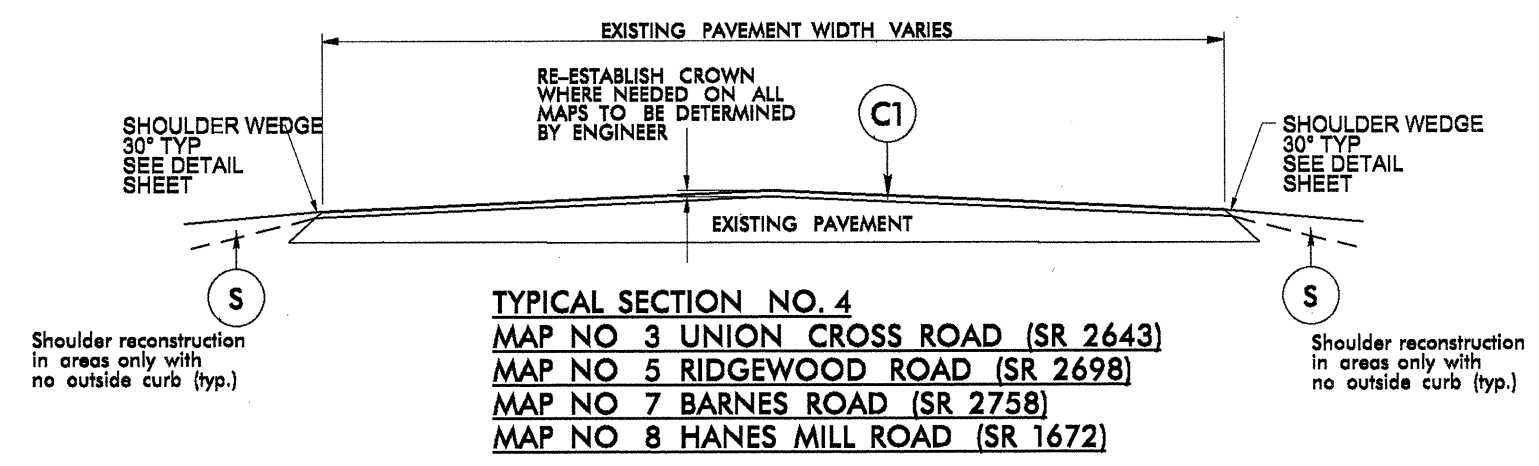 EXISTING PAVEMENT WIDTH VARIES
RE-ESTABLISH CROWN
WHERE NEEDED ON ALL
MAPS TO BE DETERMINED
BY ENGINEER
C1
SHOULDER WEDGE
30° TYP
SEE DETAIL
SHEET
SHOULDER WEDGE
30° TYP
SEE DETAIL
SHEET
EXISTING PAVEMENT
S
S
Shoulder reconstruction
in areas only with
no outside curb (typ.)
TYPICAL SECTION NO. 4
MAP NO 3 UNION CROSS ROAD (SR 2643)
MAP NO 5 RIDGEWOOD ROAD (SR 2698)
MAP NO 7 BARNES ROAD (SR 2758)
MAP NO 8 HANES MILL ROAD (SR 1672)
Shoulder reconstruction
in areas only with
no outside curb (typ.)